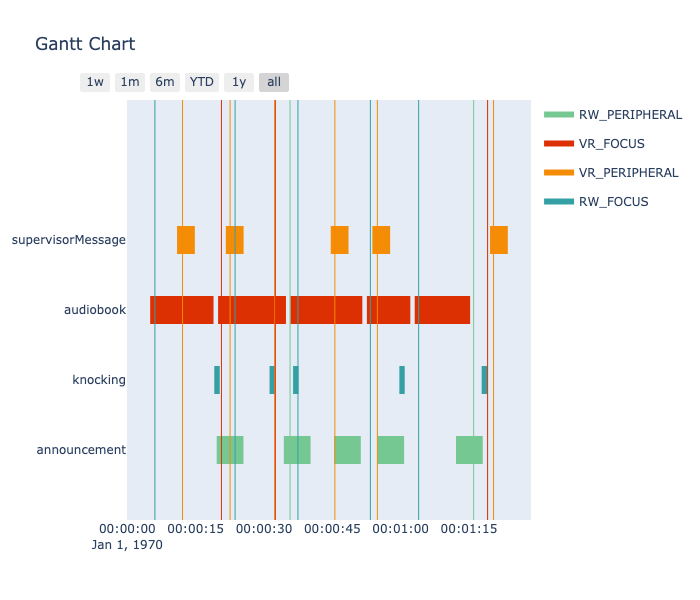 Gantt Chart
1w 1m 6m YTD 1y all
RW_PERIPHERAL
VR_FOCUS
VR_PERIPHERAL
RW_FOCUS
supervisorMessage
audiobook
knocking
announcement
00:00:00 00:00:15 00:00:30 00:00:45 00:01:00 00:01:15
Jan 1, 1970